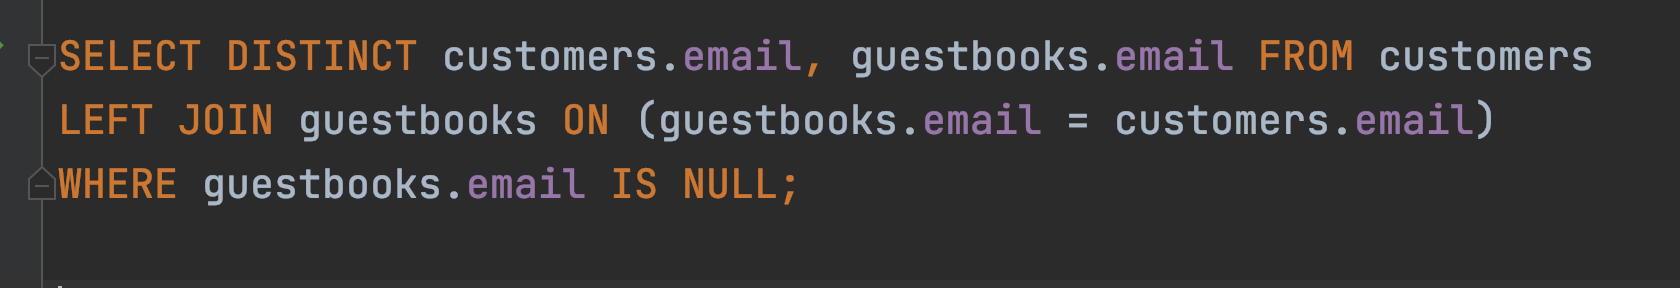 SELECT DISTINCT customers.email, guestbooks.email FROM customers
LEFT JOIN guestbooks ON (guestbooks.email = customers.email)
WHERE guestbooks.email IS NULL;